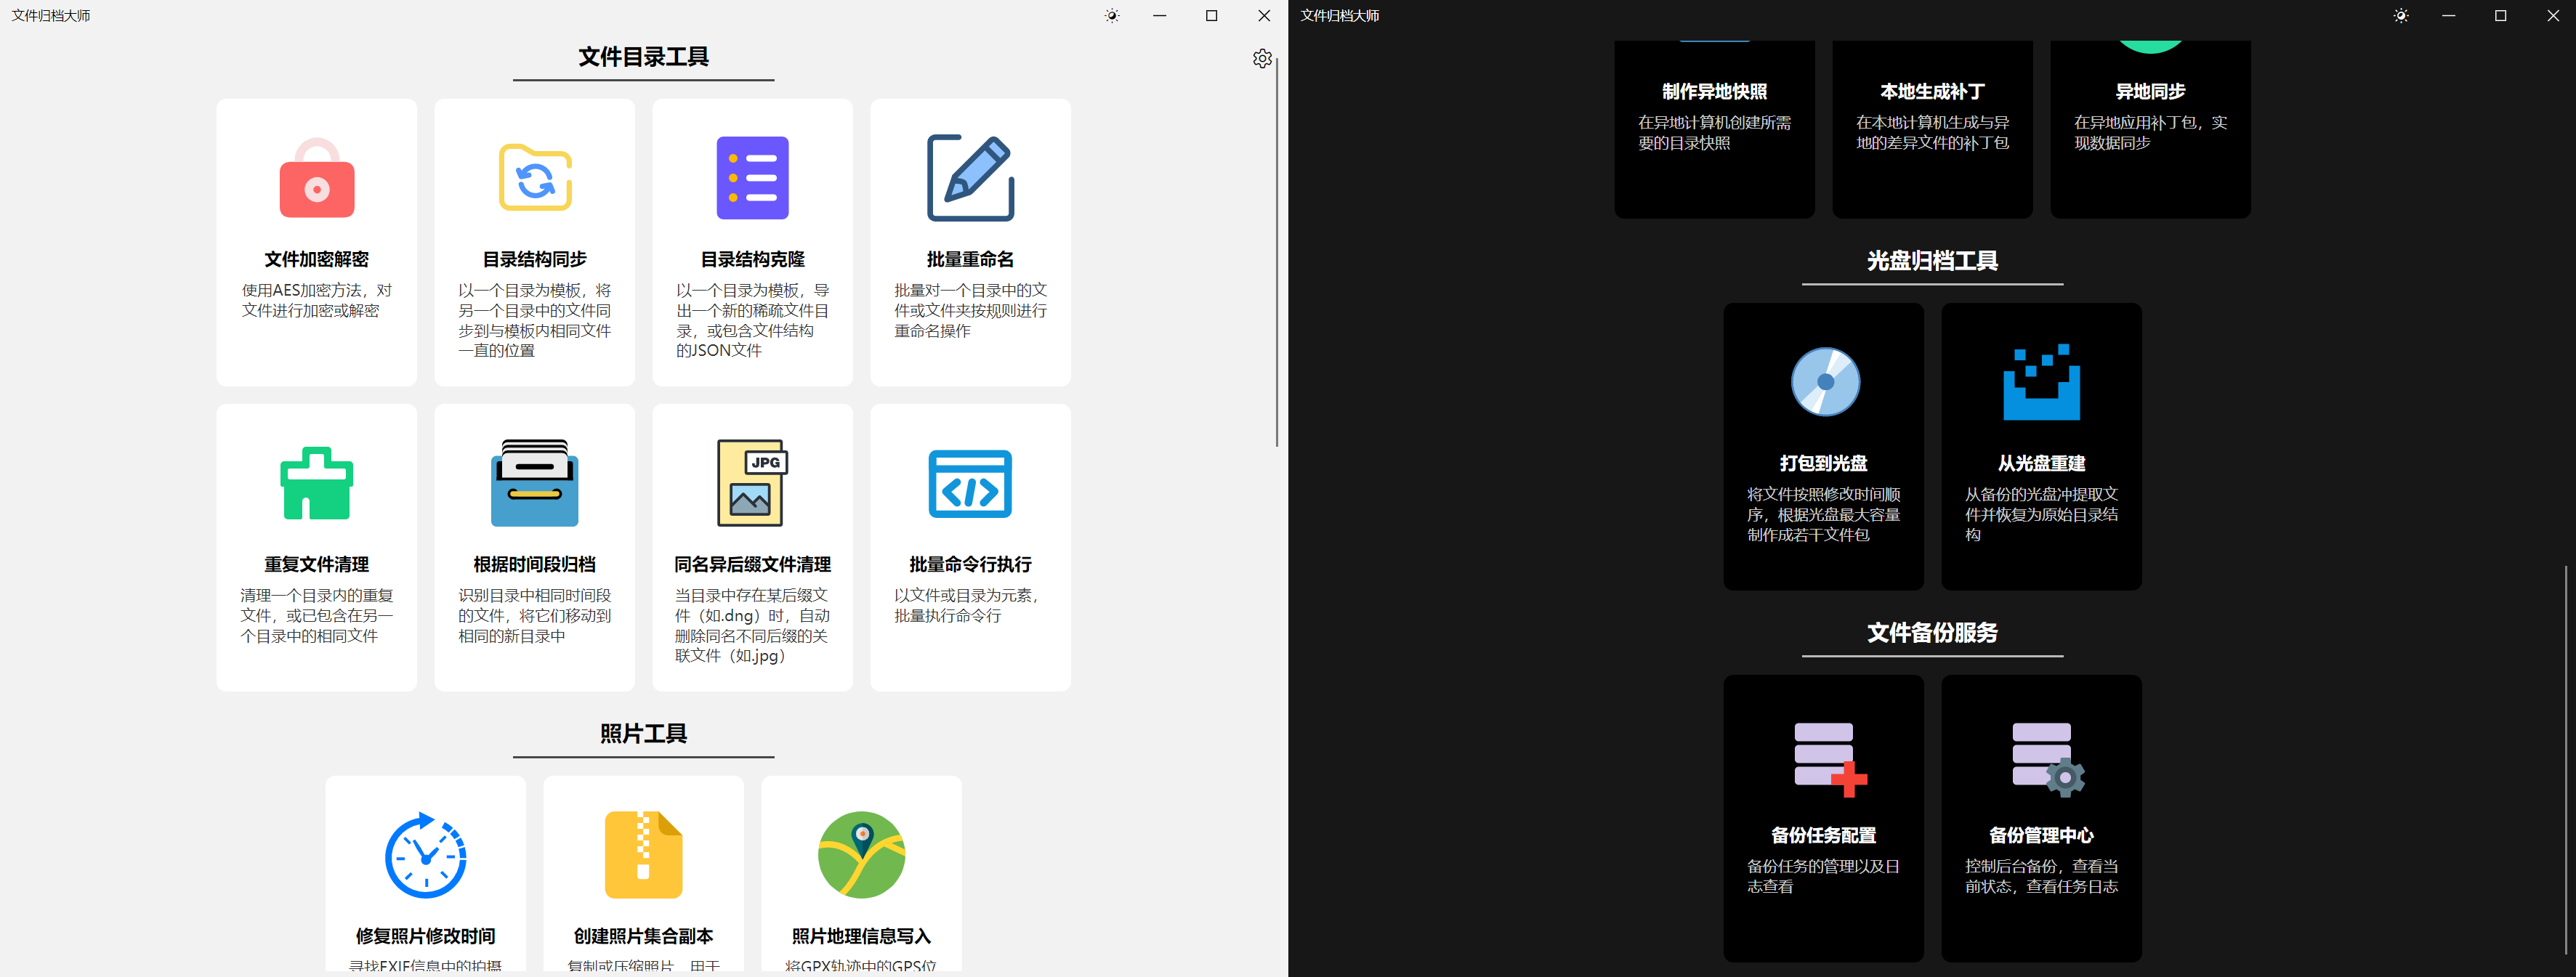 文件归档大师
文件目录工具
文件加密解密
使用AES加密方法，对
文件进行加密或解密
目录结构同步
以一个目录为模板，将
另一个目录中的文件同
步到与模板内相同文件
一直的位置
目录结构克隆
以一个目录为模板，导
出一个新的稀疏文件目
录，或包含文件结构
的JSON文件
批量重命名
批量对一个目录中的文
件或文件夹按规则进行
重命名操作
重复文件清理
清理一个目录内的重复
文件，或已包含在另一
个目录中的相同文件
根据时间段归档
识别目录中相同时间段
的文件，将它们移动到
相同的新目录中
JPG
同名异后缀文件清理
当目录中存在某后缀文
件（如.dng）时，自动
删除同名不同后缀的关
联文件（如.jpg）
批量命令行执行
以文件或目录为元素，
批量执行命令行
照片工具
修复照片修改时间
寻找EXIF信息中的拍摄
创建照片集合副本
复制或压缩照片，用于
照片地理信息写入
将GPX轨迹中的GPS位
文件归档大师
制作异地快照
在异地计算机创建所需
要的目录快照
本地生成补丁
在本地计算机生成与异
地的差异文件的补丁包
异地同步
在异地应用补丁包，实
现数据同步
光盘归档工具
打包到光盘
将文件按照修改时间顺
序，根据光盘最大容量
制作成若干文件包
从光盘重建
从备份的光盘冲提取文
件并恢复为原始目录结
构
文件备份服务
备份任务配置
备份任务的管理以及日
志查看
备份管理中心
控制后台备份，查看当
前状态，查看任务日志